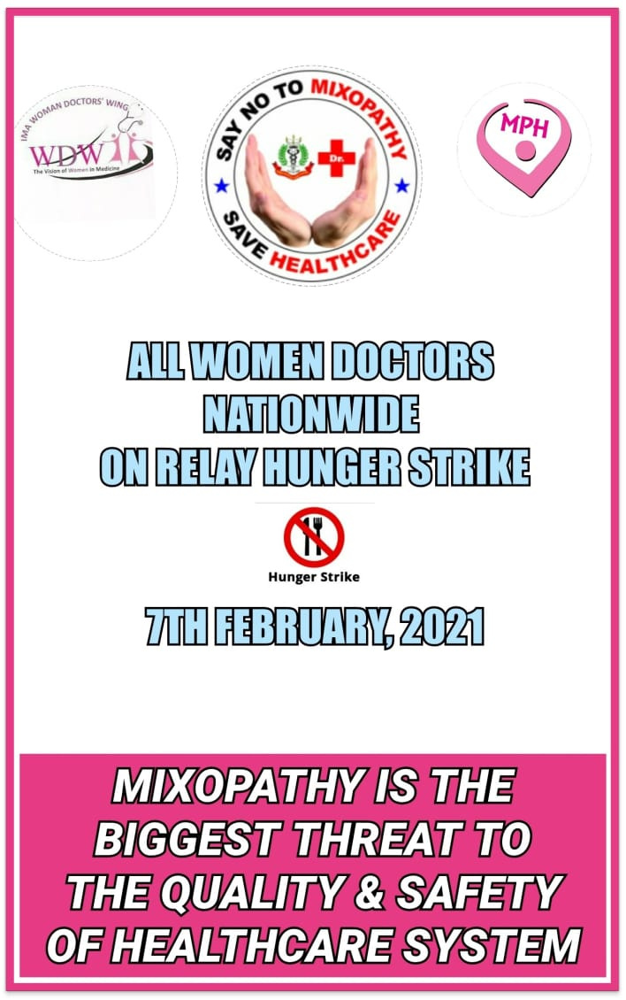 IMA WOMAN DOCTORS' WING
WDW
The Vision of Women in Medicine
SAY NO TO MIXOPATHY
Dr.
SAVE HEALTHCARE
MPH
ALL WOMEN DOCTORS
NATIONWIDE
ON RELAY HUNGER STRIKE
Hunger Strike
7TH FEBRUARY, 2021
MIXOPATHY IS THE
BIGGEST THREAT TO
THE QUALITY & SAFETY
OF HEALTHCARE SYSTEM